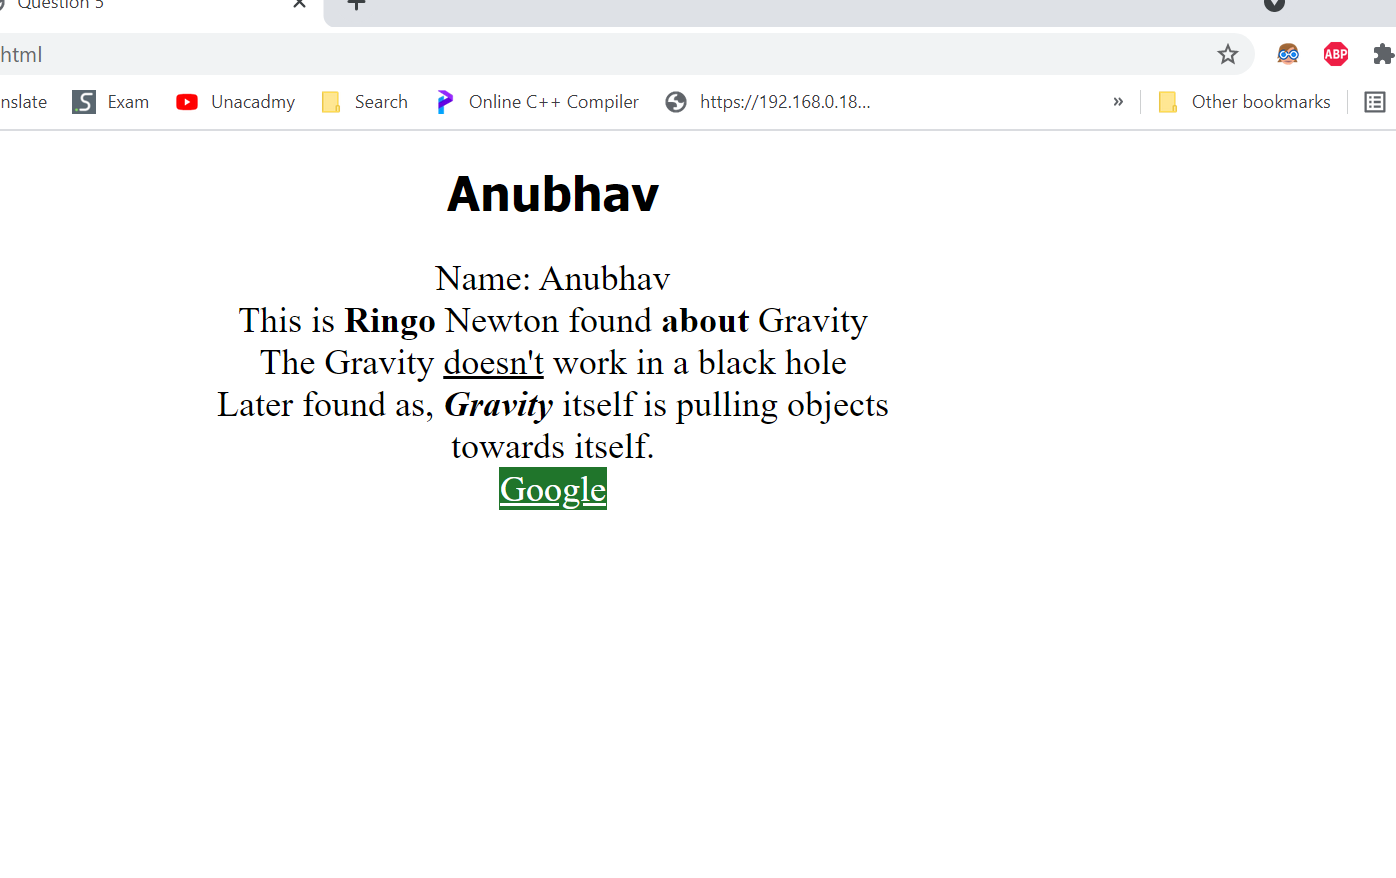 Question 5
html
nslate Exam Unacadmy Search Online C++ Compiler https://192.168.0.18... » Other bookmarks
ABP
Anubhav
Name: Anubhav
This is Ringo Newton found about Gravity
The Gravity doesn't work in a black hole
Later found as, Gravity itself is pulling objects
towards itself.
Google